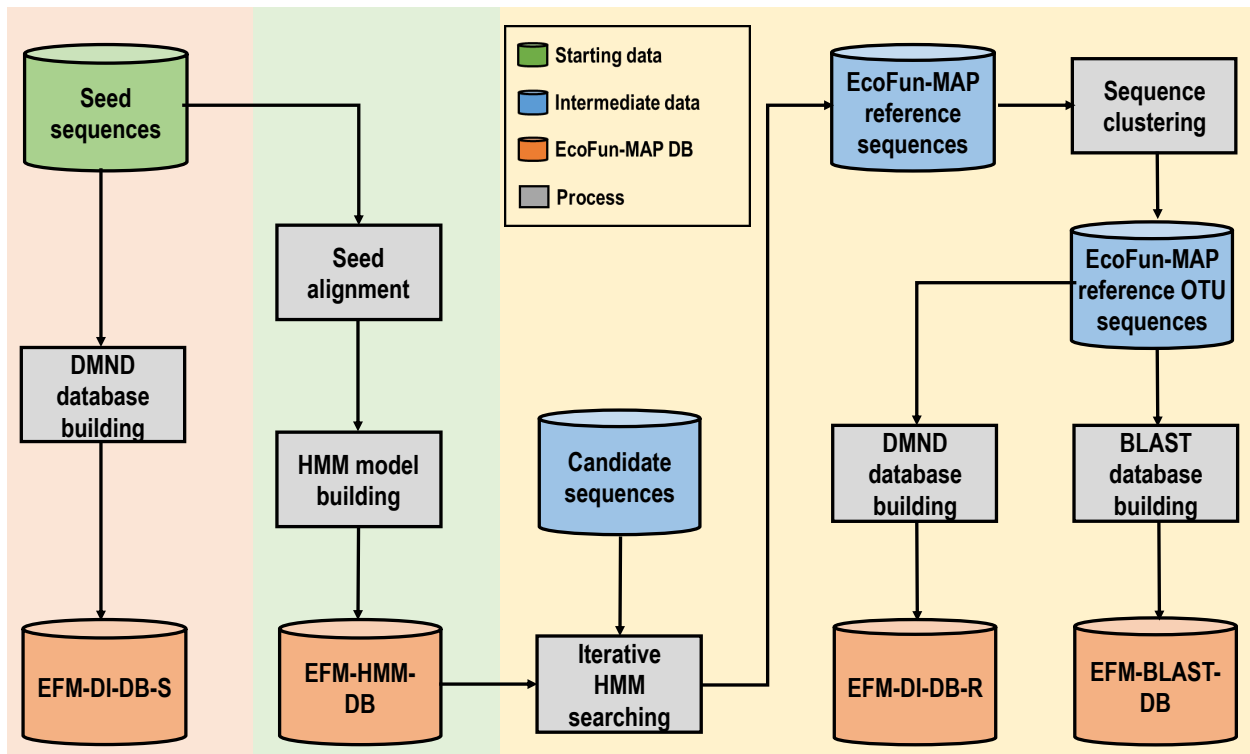 Seed
sequences
DMND
database
building
EFM-DI-DB-S
Seed
alignment
HMM model
building
EFM-HMM-
DB
Starting data
Intermediate data
EcoFun-MAP DB
Process
Candidate
sequences
Iterative
HMM
searching
EcoFun-MAP
reference
sequences
Sequence
clustering
EcoFun-MAP
reference OTU
sequences
DMND
database
building
BLAST
database
building
EFM-DI-DB-R
EFM-BLAST-
DB